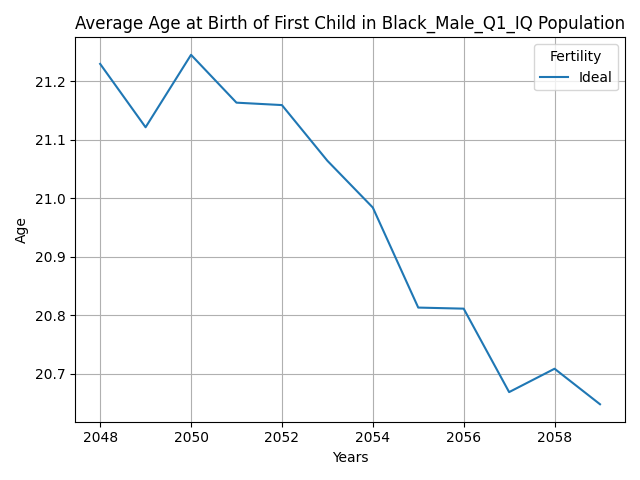 Average Age at Birth of First Child in Black_Male_Q1_IQ Population
Fertility
Ideal
21.2
21.1
21.0
20.9
20.8
20.7
Age
2048
2050
2052
2054
2056
2058
Years